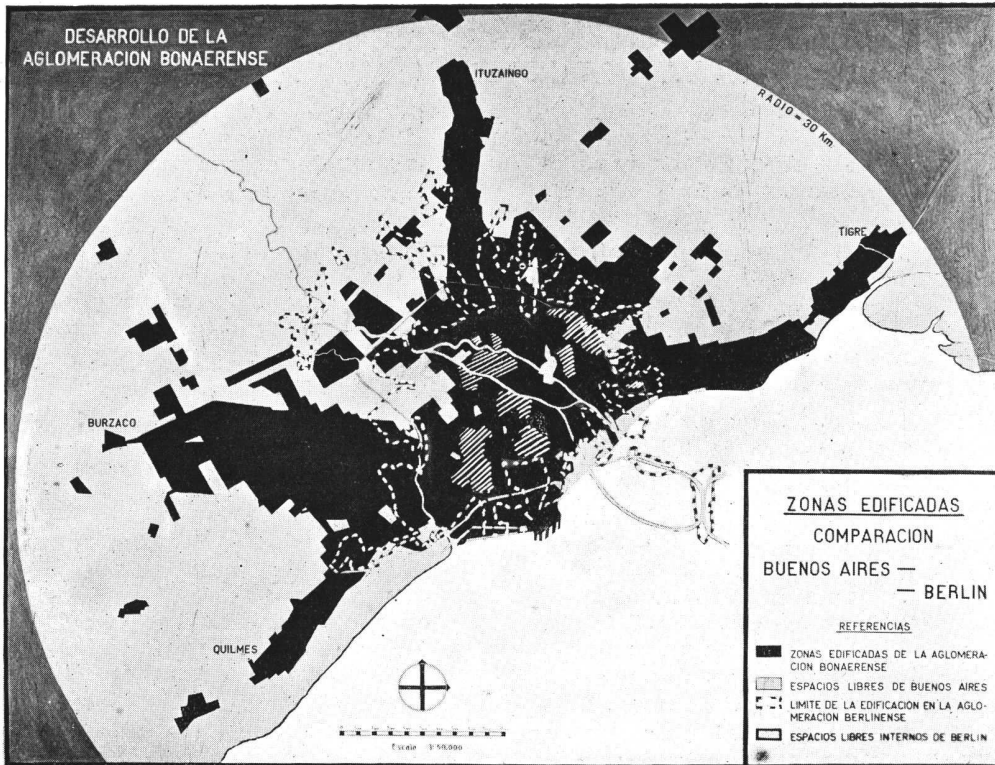 DESARROLLO DE LA
AGLOMERACION BONAERENSE
ITUZAINGO
RADIO = 30 Km.
TIGRE
BURZACO
QUILMES
ZONAS EDIFICADAS
COMPARACION
BUENOS AIRES —
— BERLIN
REFERENCIAS
ZONAS EDIFICADAS DE LA AGLOMERA-
CION BONAERENSE
ESPACIOS LIBRES DE BUENOS AIRES
LIMITE DE LA EDIFICACION EN LA AGLO-
MERACION BERLINENSE
ESPACIOS LIBRES INTERNOS DE BERLIN
Escala